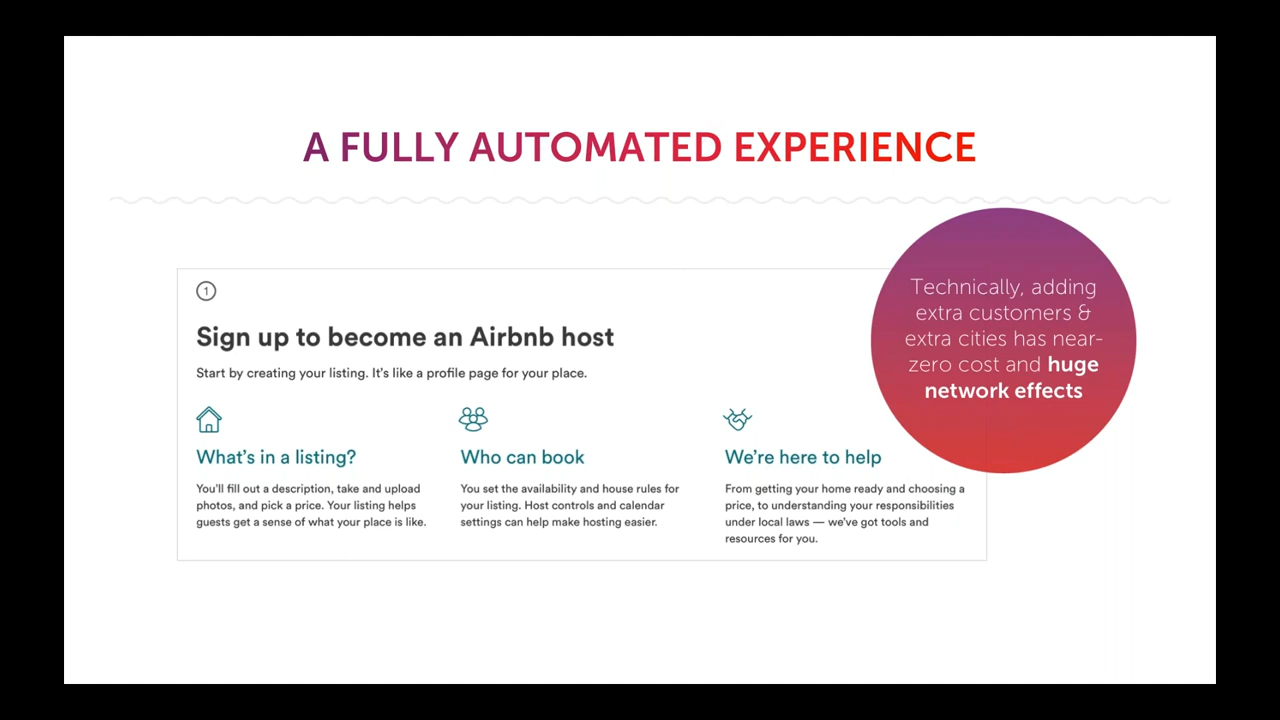 A FULLY AUTOMATED EXPERIENCE
Technically, adding
extra customers &
extra cities has near-
zero cost and huge
network effects
1
Sign up to become an Airbnb host
Start by creating your listing. It's like a profile page for your place.
What's in a listing?
You'll fill out a description, take and upload
photos, and pick a price. Your listing helps
guests get a sense of what your place is like.
Who can book
You set the availability and house rules for
your listing. Host controls and calendar
settings can help make hosting easier.
We're here to help
From getting your home ready and choosing a
price, to understanding your responsibilities
under local laws — we've got tools and
resources for you.